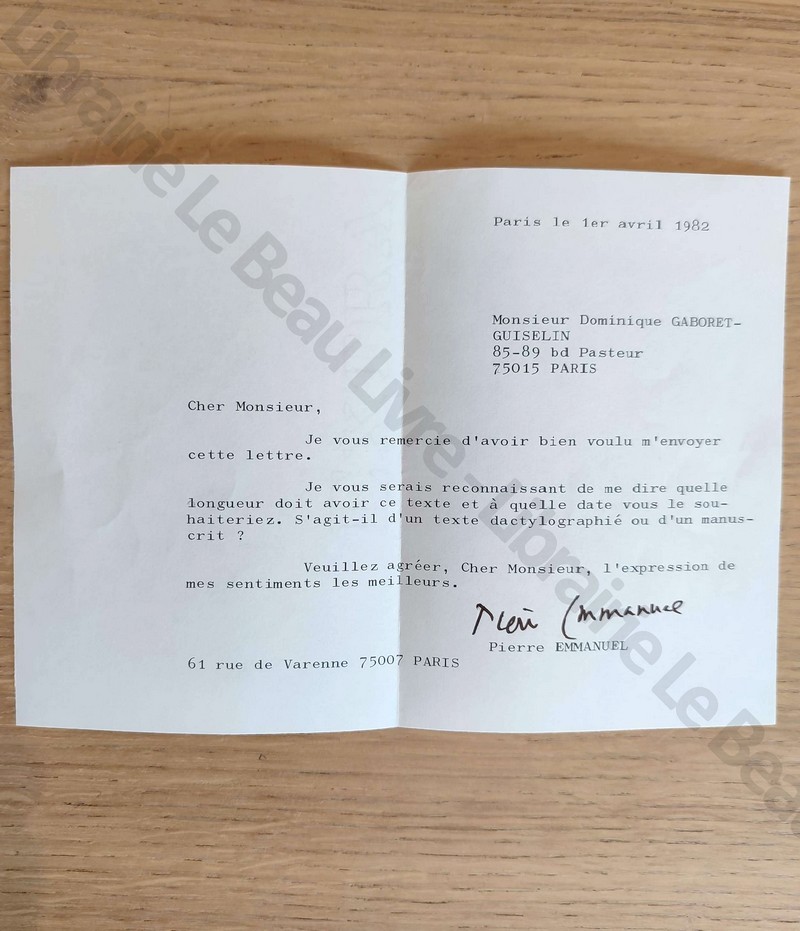 Paris le 1er avril 1982
Monsieur Dominique GABORET-
GUISELIN
85-89 bd Pasteur
75015 PARIS
Cher Monsieur,
Je vous remercie d'avoir bien voulu m'envoyer
cette lettre.
Je vous serais reconnaissant de me dire quelle
longueur doit avoir ce texte et à quelle date vous le sou-
haiteriez. S'agit-il d'un texte dactylographié ou d'un manus-
crit ?
Veuillez agréer, Cher Monsieur, l'expression de
mes sentiments les meilleurs.
Pierre Emmanuel
Pierre EMMANUEL
61 rue de Varenne 75007 PARIS
Librairie Le Beau Livre - Librairie Le Beau